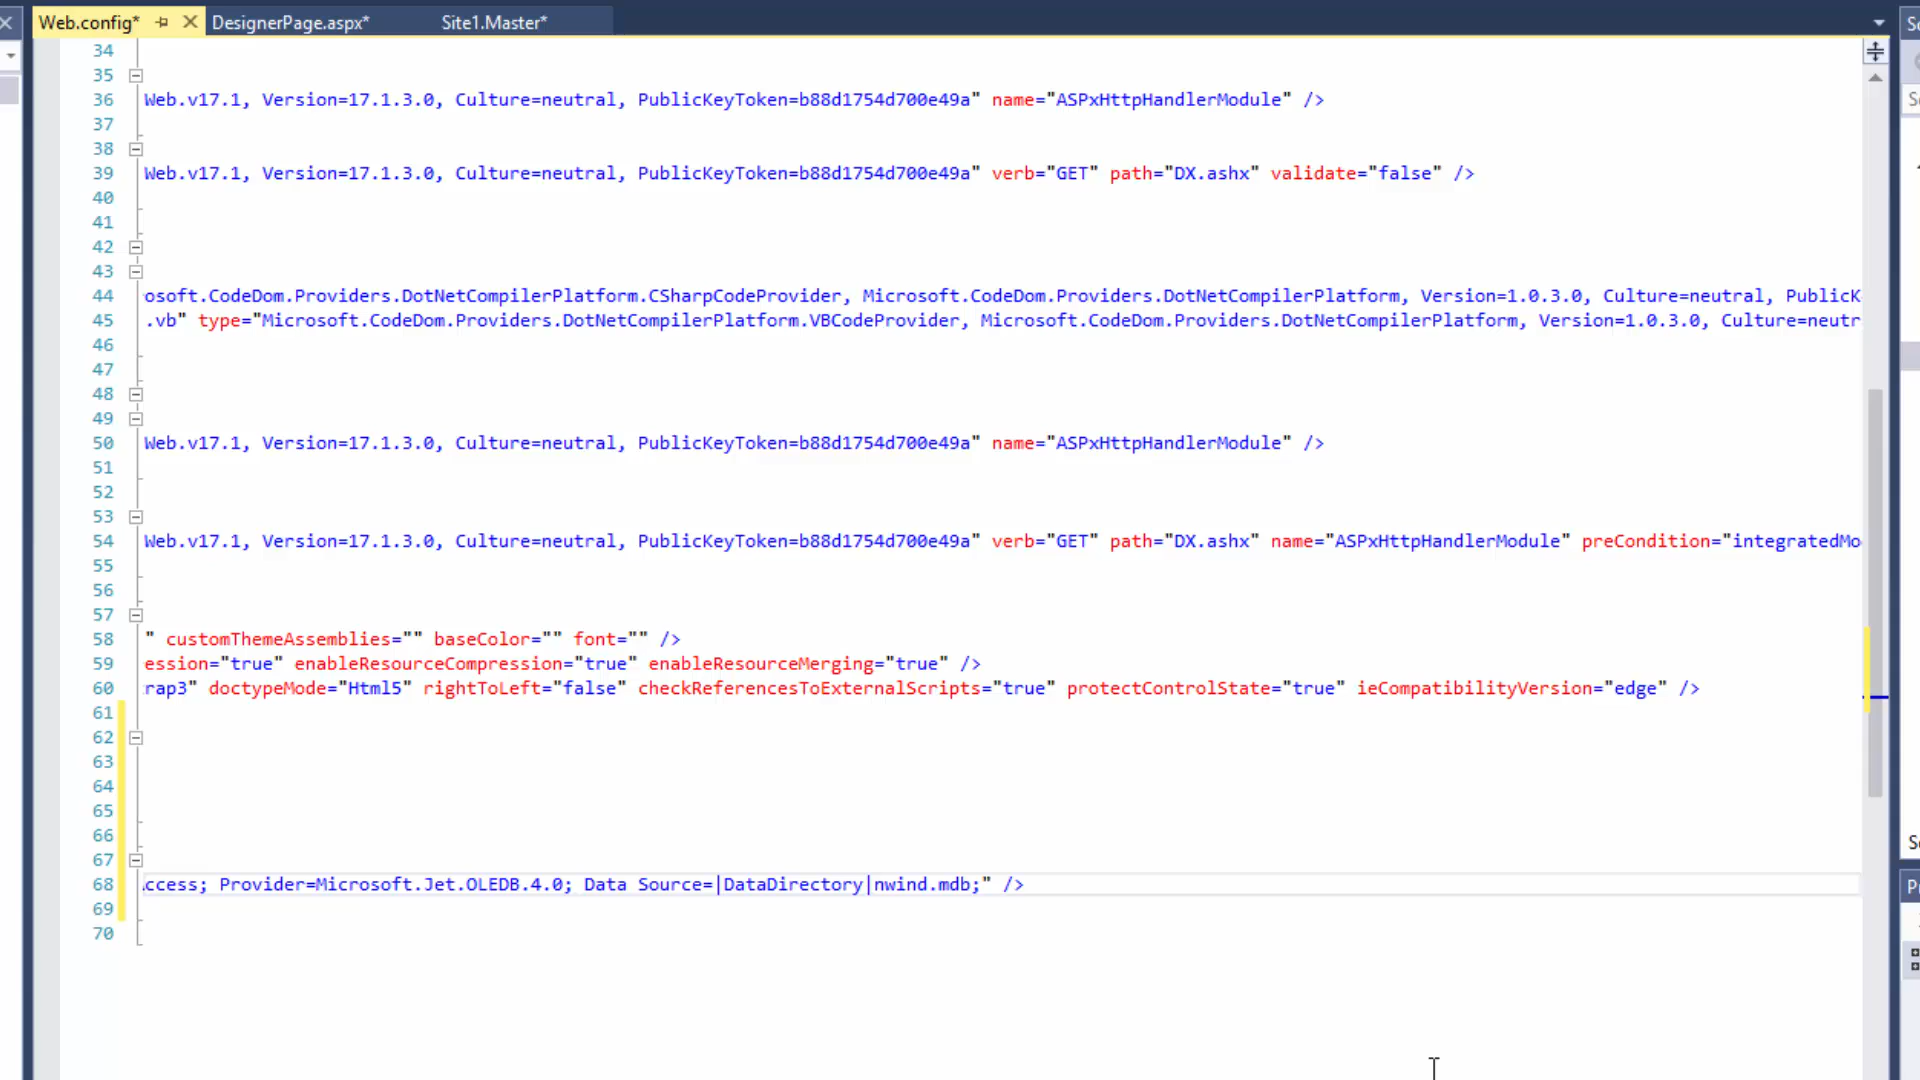 Web.config* DesignerPage.aspx* Site1.Master*
34
35
36 Web.v17.1, Version=17.1.3.0, Culture=neutral, PublicKeyToken=b88d1754d700e49a" name="ASPxHttpHandlerModule" />
37
38
39 Web.v17.1, Version=17.1.3.0, Culture=neutral, PublicKeyToken=b88d1754d700e49a" verb="GET" path="DX.ashx" validate="false" />
40
41
42
43
44 osoft.CodeDom.Providers.DotNetCompilerPlatform.CSharpCodeProvider, Microsoft.CodeDom.Providers.DotNetCompilerPlatform, Version=1.0.3.0, Culture=neutral, PublicK
45 .vb" type="Microsoft.CodeDom.Providers.DotNetCompilerPlatform.VBCodeProvider, Microsoft.CodeDom.Providers.DotNetCompilerPlatform, Version=1.0.3.0, Culture=neutr
46
47
48
49
50 Web.v17.1, Version=17.1.3.0, Culture=neutral, PublicKeyToken=b88d1754d700e49a" name="ASPxHttpHandlerModule" />
51
52
53
54 Web.v17.1, Version=17.1.3.0, Culture=neutral, PublicKeyToken=b88d1754d700e49a" verb="GET" path="DX.ashx" name="ASPxHttpHandlerModule" preCondition="integratedMo
55
56
57
58 " customThemeAssemblies="" baseColor="" font="" />
59 ession="true" enableResourceCompression="true" enableResourceMerging="true" />
60 rap3" doctypeMode="Html5" rightToLeft="false" checkReferencesToExternalScripts="true" protectControlState="true" ieCompatibilityVersion="edge" />
61
62
63
64
65
66
67
68 ccess; Provider=Microsoft.Jet.OLEDB.4.0; Data Source=|DataDirectory|nwind.mdb;" />
69
70